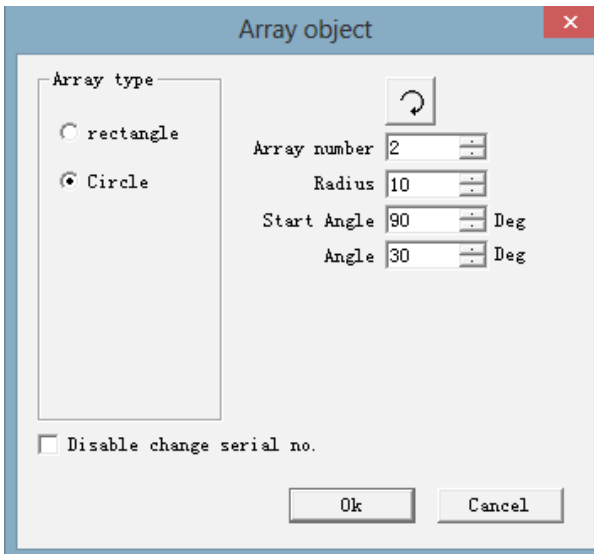 Array object
Array type
rectangle
Circle
Array number 2
Radius 10
Start Angle 90 Deg
Angle 30 Deg
Disable change serial no.
Ok Cancel